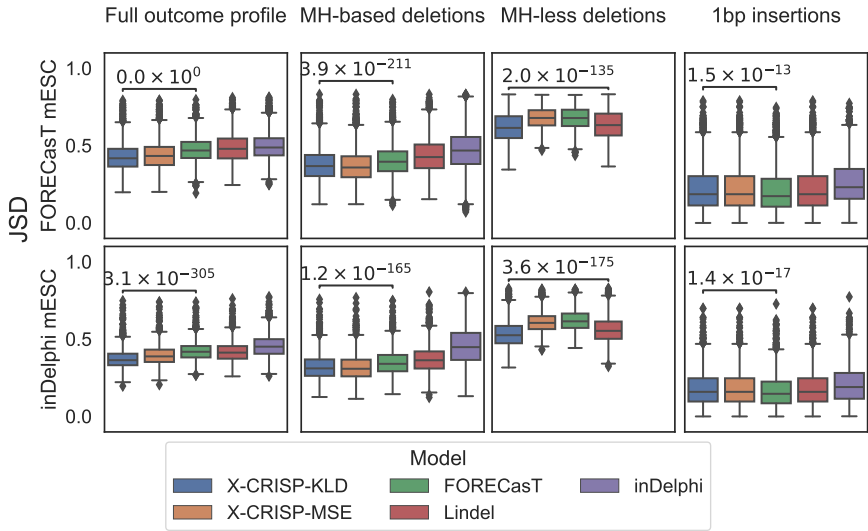 Full outcome profile MH-based deletions MH-less deletions 1bp insertions
JSD
FORECasT mESC
1.0
0.5
0.0
0.0 × 10^0
3.9 × 10^−211
2.0 × 10^−135
1.5 × 10^−13
inDelphi mESC
1.0
0.5
0.0
3.1 × 10^−305
1.2 × 10^−165
3.6 × 10^−175
1.4 × 10^−17
Model
X-CRISP-KLD FORECasT inDelphi
X-CRISP-MSE Lindel